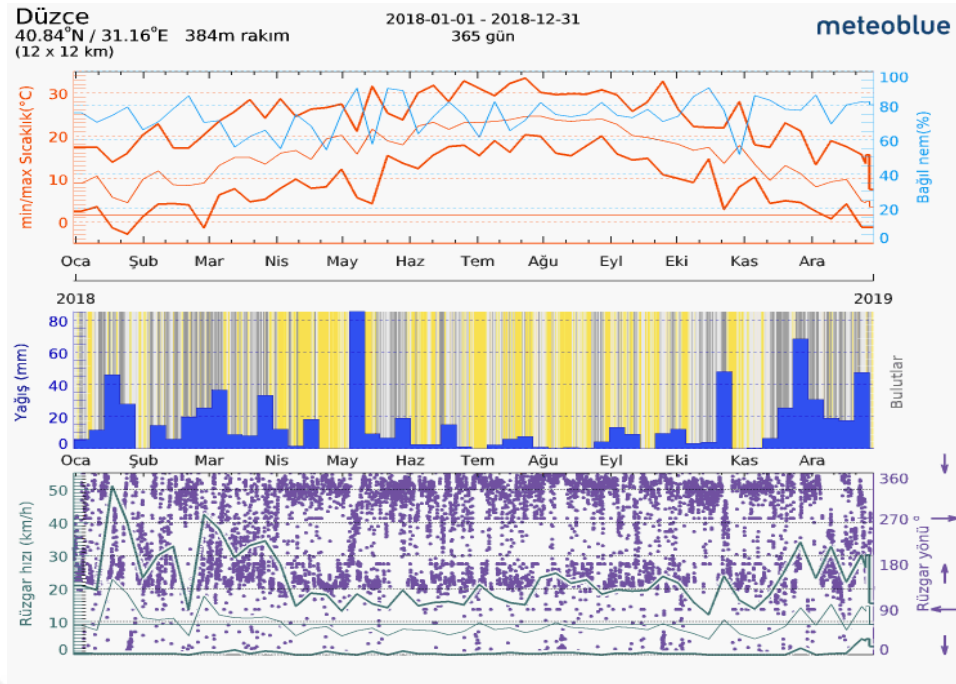 Düzce
40.84°N / 31.16°E 384m rakım
(12 x 12 km)
2018-01-01 - 2018-12-31
365 gün
meteoblue
min/max Sıcaklık(°C)
30
20
10
0
100
80
60
40
20
0
Bağıl nem(%)
Oca Şub Mar Nis May Haz Tem Ağu Eyl Eki Kas Ara
2018 2019
Yağış (mm)
80
60
40
20
0
Bulutlar
Oca Şub Mar Nis May Haz Tem Ağu Eyl Eki Kas Ara
Rüzgar hızı (km/h)
50
40
30
20
10
0
360
270
180
90
0
Rüzgar yönü °